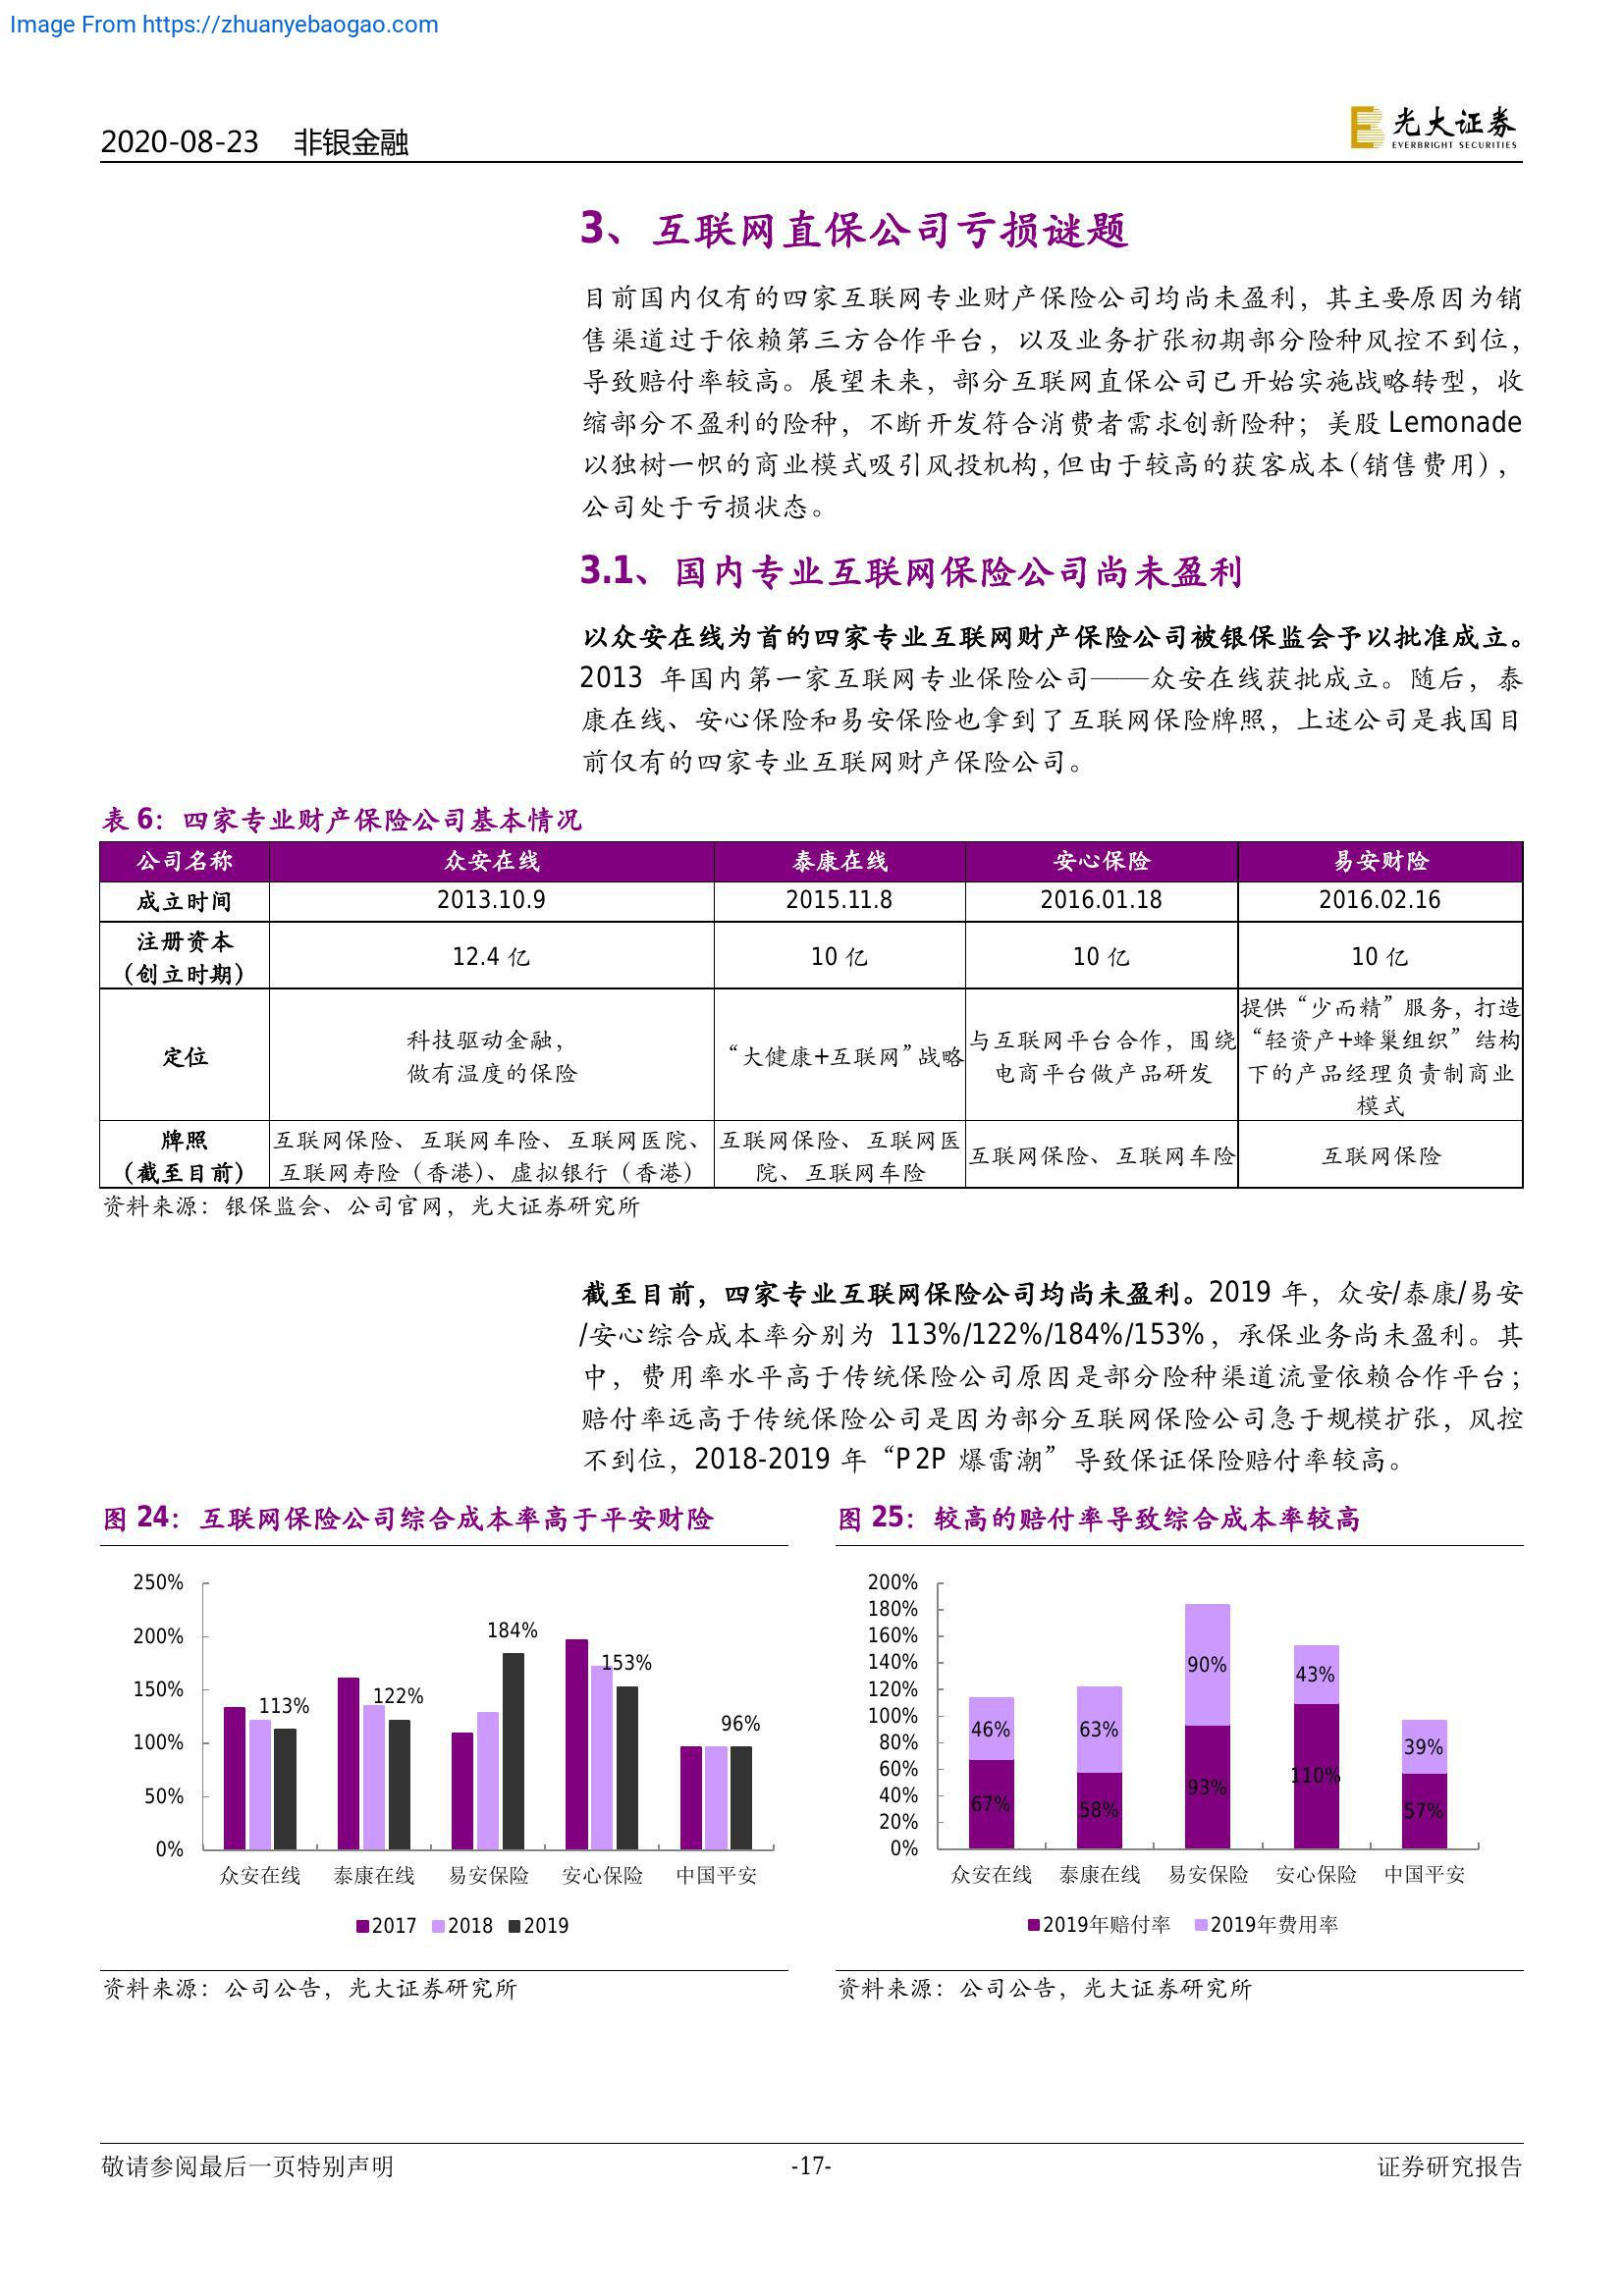 Image From https://zhuanyebaogao.com
2020-08-23 非银金融
光大证券
EVERBRIGHT SECURITIES
3、互联网直保公司亏损谜题
目前国内仅有的四家互联网专业财产保险公司均尚未盈利，其主要原因为销
售渠道过于依赖第三方合作平台，以及业务扩张初期部分险种风控不到位，
导致赔付率较高。展望未来，部分互联网直保公司已开始实施战略转型，收
缩部分不盈利的险种，不断开发符合消费者需求创新险种；美股 Lemonade
以独树一帜的商业模式吸引风投机构，但由于较高的获客成本（销售费用），
公司处于亏损状态。
3.1、国内专业互联网保险公司尚未盈利
以众安在线为首的四家专业互联网财产保险公司被银保监会予以批准成立。
2013 年国内第一家互联网专业保险公司——众安在线获批成立。随后，泰
康在线、安心保险和易安保险也拿到了互联网保险牌照，上述公司是我国目
前仅有的四家专业互联网财产保险公司。
表 6：四家专业财产保险公司基本情况
公司名称 众安在线 泰康在线 安心保险 易安财险
成立时间 2013.10.9 2015.11.8 2016.01.18 2016.02.16
注册资本
（创立时期）
12.4 亿 10 亿 10 亿 10 亿
定位
科技驱动金融，
做有温度的保险
“大健康+互联网”战略
与互联网平台合作，围绕
电商平台做产品研发
提供“少而精”服务，打造
“轻资产+蜂巢组织”结构
下的产品经理负责制商业
模式
牌照
（截至目前）
互联网保险、互联网车险、互联网医院、
互联网寿险（香港）、虚拟银行（香港）
互联网保险、互联网医
院、互联网车险
互联网保险、互联网车险
互联网保险
资料来源：银保监会、公司官网，光大证券研究所
截至目前，四家专业互联网保险公司均尚未盈利。2019 年，众安/泰康/易安
/安心综合成本率分别为 113%/122%/184%/153%，承保业务尚未盈利。其
中，费用率水平高于传统保险公司原因是部分险种渠道流量依赖合作平台；
赔付率远高于传统保险公司是因为部分互联网保险公司急于规模扩张，风控
不到位，2018-2019 年“P2P 爆雷潮”导致保证保险赔付率较高。
图 24：互联网保险公司综合成本率高于平安财险
250%
200%
150%
100%
50%
0%
113%
122%
184%
153%
96%
众安在线 泰康在线 易安保险 安心保险 中国平安
2017 2018 2019
资料来源：公司公告，光大证券研究所
图 25：较高的赔付率导致综合成本率较高
200%
180%
160%
140%
120%
100%
80%
60%
40%
20%
0%
46%
67%
63%
58%
90%
93%
43%
110%
39%
57%
众安在线 泰康在线 易安保险 安心保险 中国平安
2019年赔付率 2019年费用率
资料来源：公司公告，光大证券研究所
敬请参阅最后一页特别声明 -17- 证券研究报告